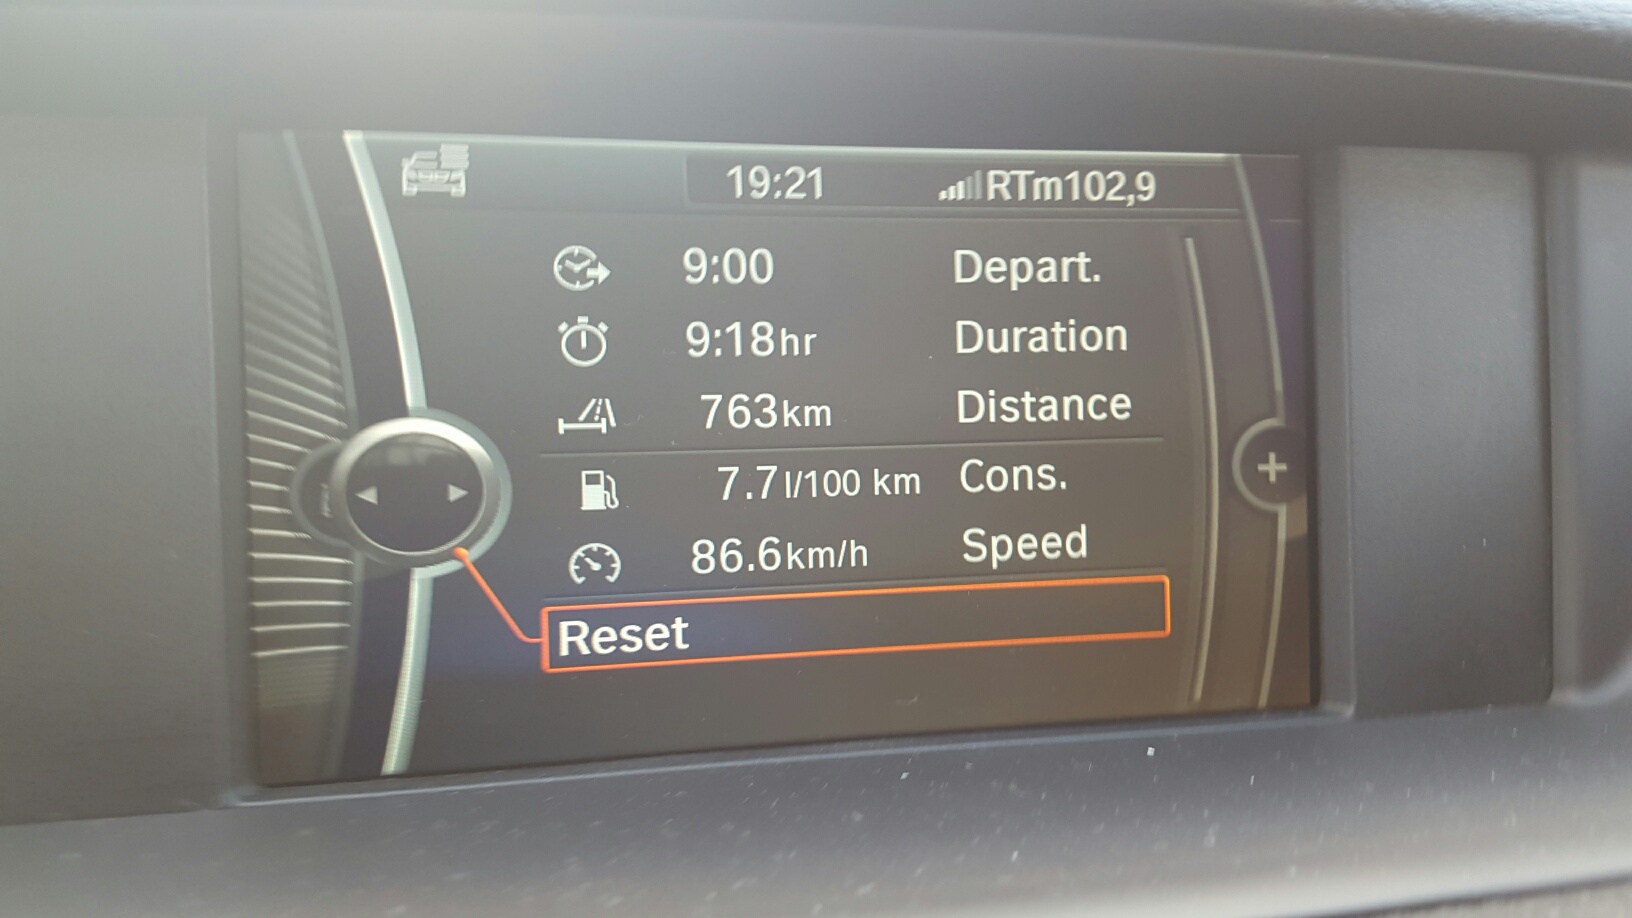 19:21 RTm102,9
9:00 Depart.
9:18hr Duration
763km Distance
7.7l/100 km Cons.
86.6km/h Speed
Reset